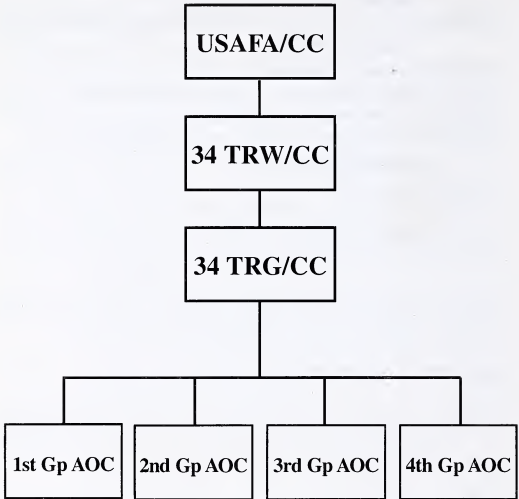 USAFA/CC
34 TRW/CC
34 TRG/CC
1st Gp AOC
2nd Gp AOC
3rd Gp AOC
4th Gp AOC